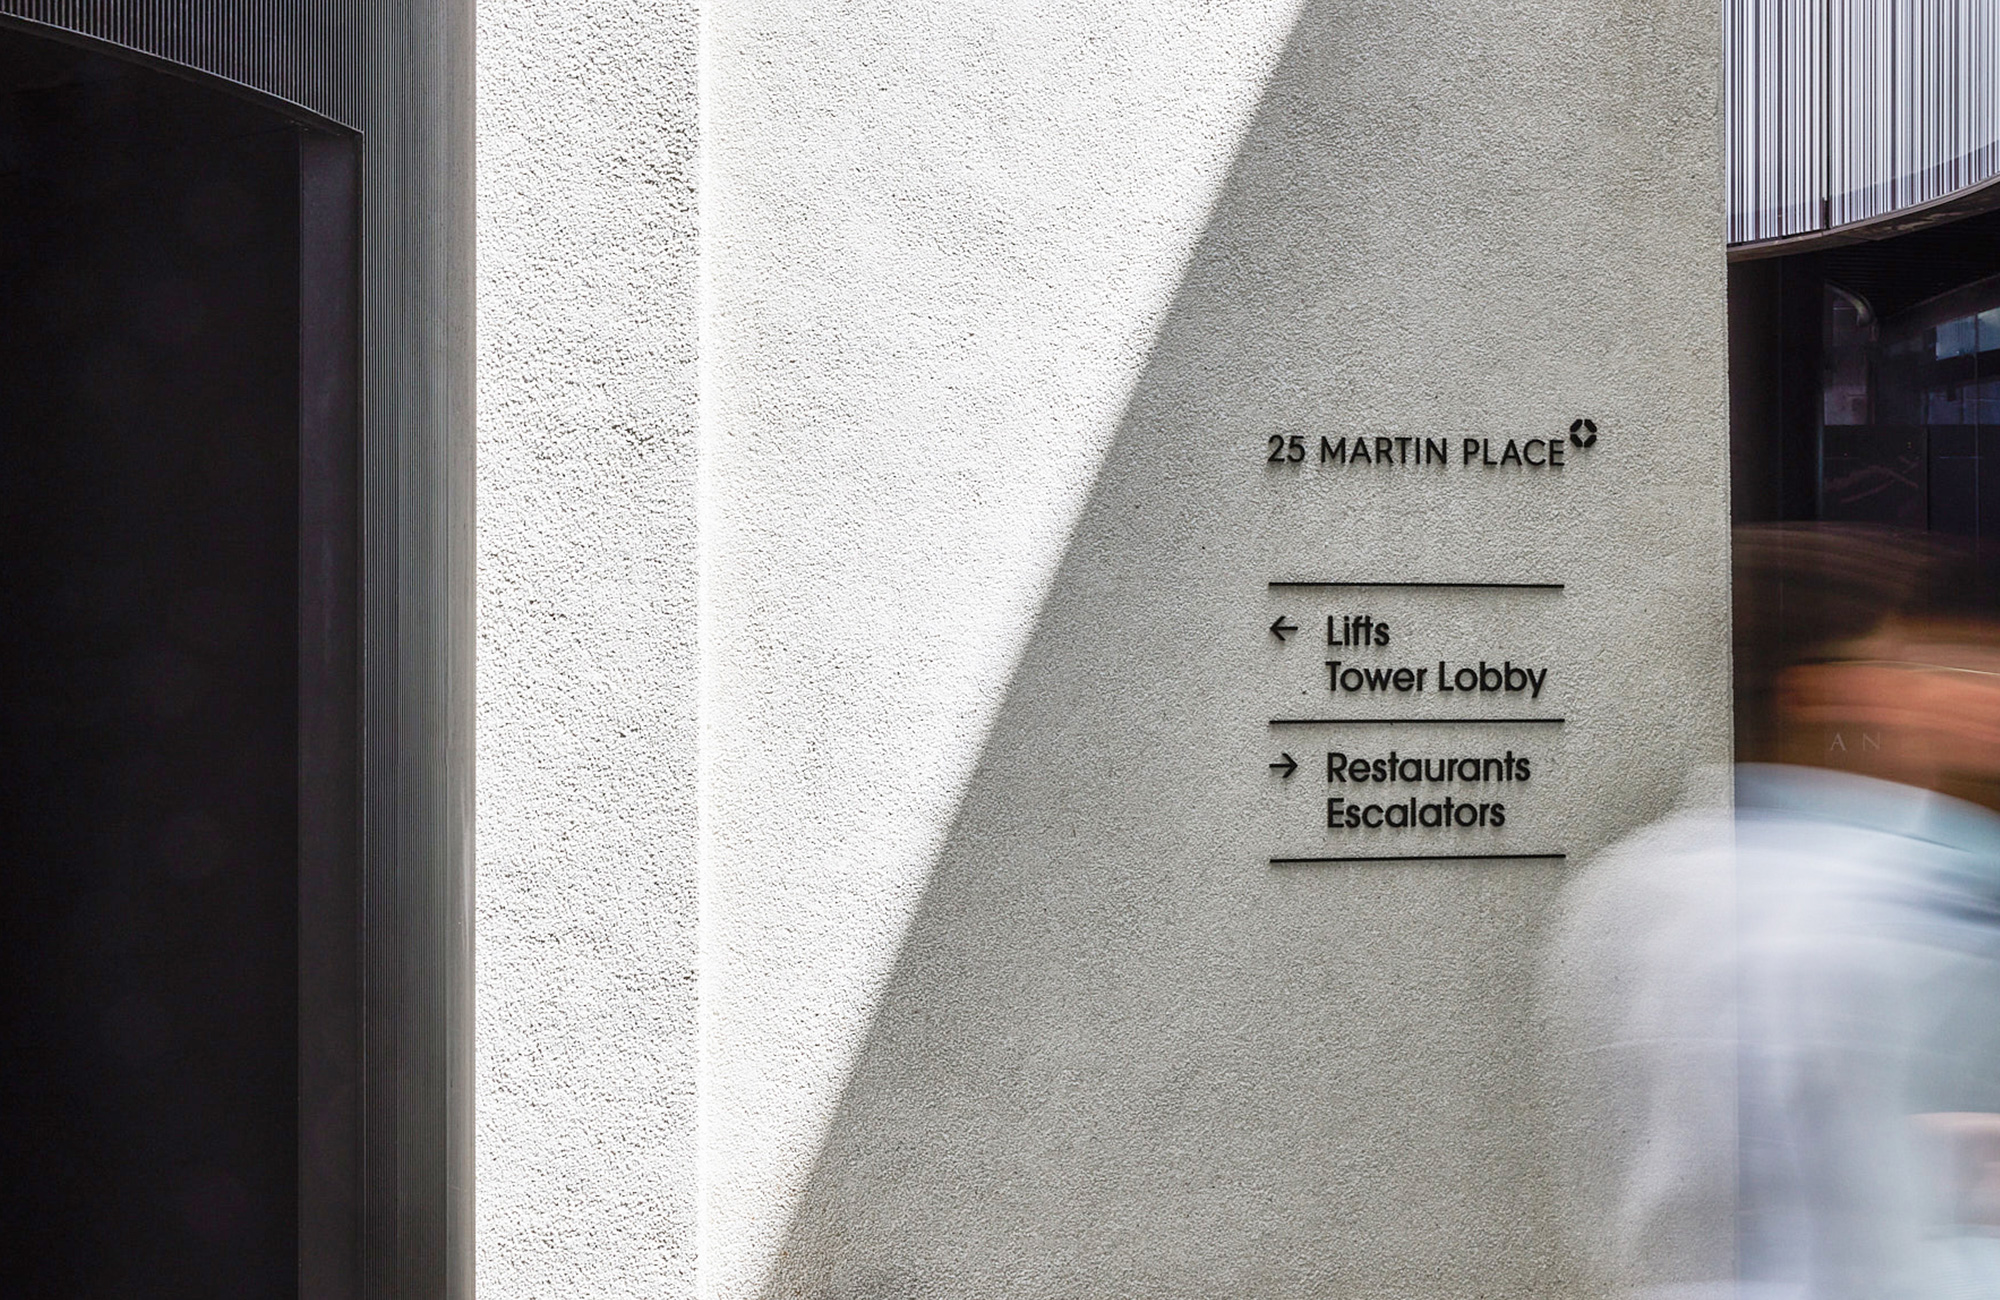 25 MARTIN PLACE
← Lifts
Tower Lobby
→ Restaurants
Escalators